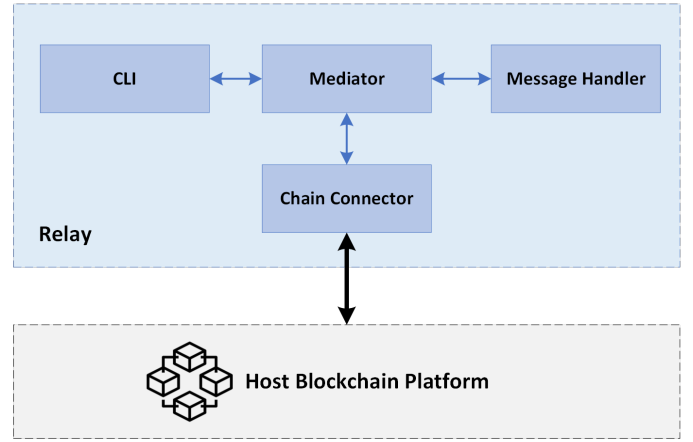 CLI
Mediator
Message Handler
Chain Connector
Relay
Host Blockchain Platform